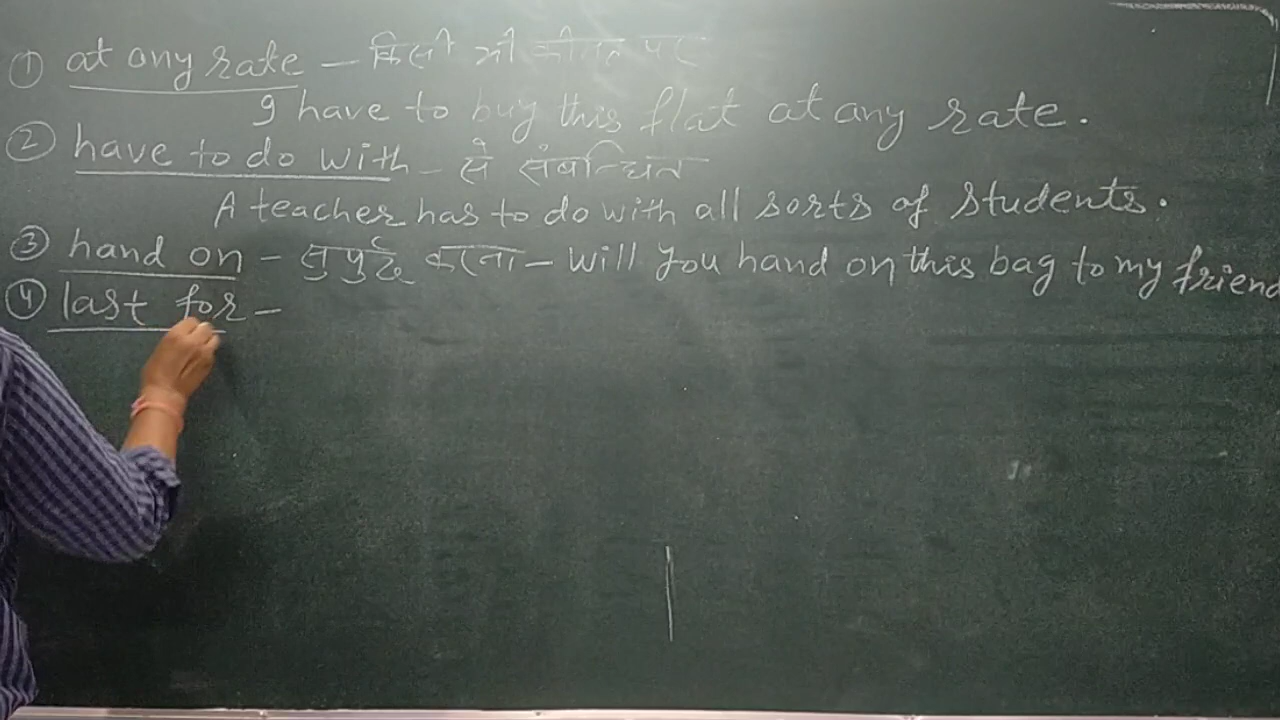 ① at any rate – किसी भी कीमत पर
I have to buy this flat at any rate.
② have to do with – से संबन्धित
A teacher has to do with all sorts of students.
③ hand on – सुपुर्द करना – will you hand on this bag to my friend
④ last for –